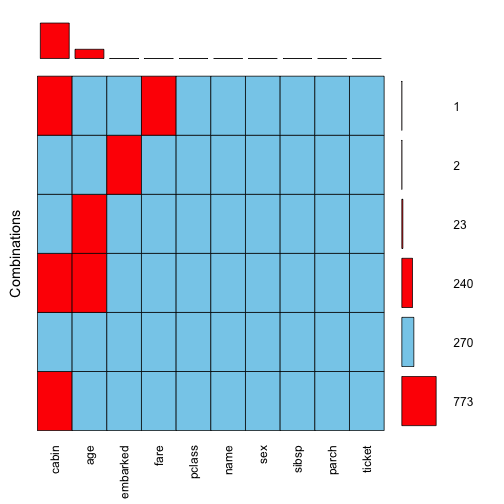 1
2
23
240
270
773
Combinations
cabin
age
embarked
fare
pclass
name
sex
sibsp
parch
ticket